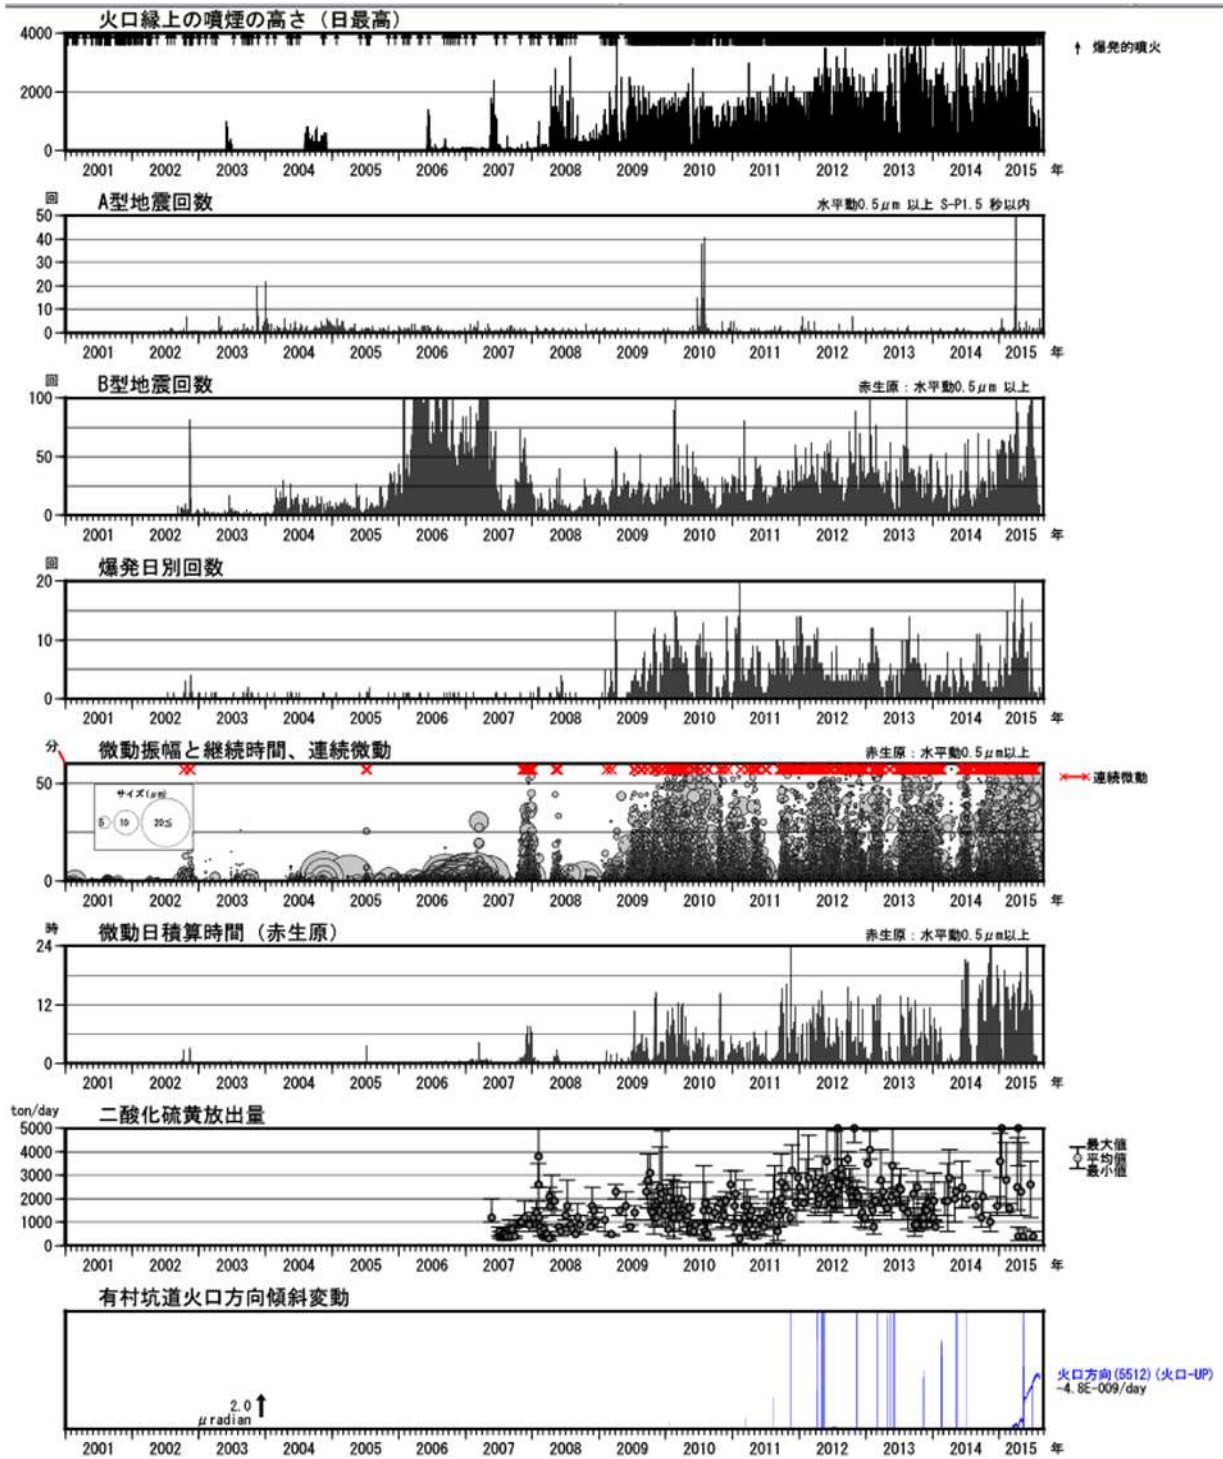 火口縁上の噴煙の高さ（日最高）
4000
2000
0
↑ 爆発的噴火
2001 2002 2003 2004 2005 2006 2007 2008 2009 2010 2011 2012 2013 2014 2015 年
回 A型地震回数 水平動0.5μm 以上 S-P1.5 秒以内
50
40
30
20
10
0
2001 2002 2003 2004 2005 2006 2007 2008 2009 2010 2011 2012 2013 2014 2015 年
回 B型地震回数 赤生原：水平動0.5μm 以上
100
50
0
2001 2002 2003 2004 2005 2006 2007 2008 2009 2010 2011 2012 2013 2014 2015 年
回 爆発日別回数
20
10
0
2001 2002 2003 2004 2005 2006 2007 2008 2009 2010 2011 2012 2013 2014 2015 年
分 微動振幅と継続時間、連続微動 赤生原：水平動0.5μm以上
50
0
サイズ(μm)
5 10 20≦
連続微動
2001 2002 2003 2004 2005 2006 2007 2008 2009 2010 2011 2012 2013 2014 2015 年
時 微動日積算時間（赤生原） 赤生原：水平動0.5μm以上
24
12
0
2001 2002 2003 2004 2005 2006 2007 2008 2009 2010 2011 2012 2013 2014 2015 年
ton/day 二酸化硫黄放出量
5000
4000
3000
2000
1000
0
最大値
平均値
最小値
2001 2002 2003 2004 2005 2006 2007 2008 2009 2010 2011 2012 2013 2014 2015 年
有村坑道火口方向傾斜変動
2.0
μradian
火口方向(5512)(火口-UP)
-4.8E-009/day
2001 2002 2003 2004 2005 2006 2007 2008 2009 2010 2011 2012 2013 2014 2015 年